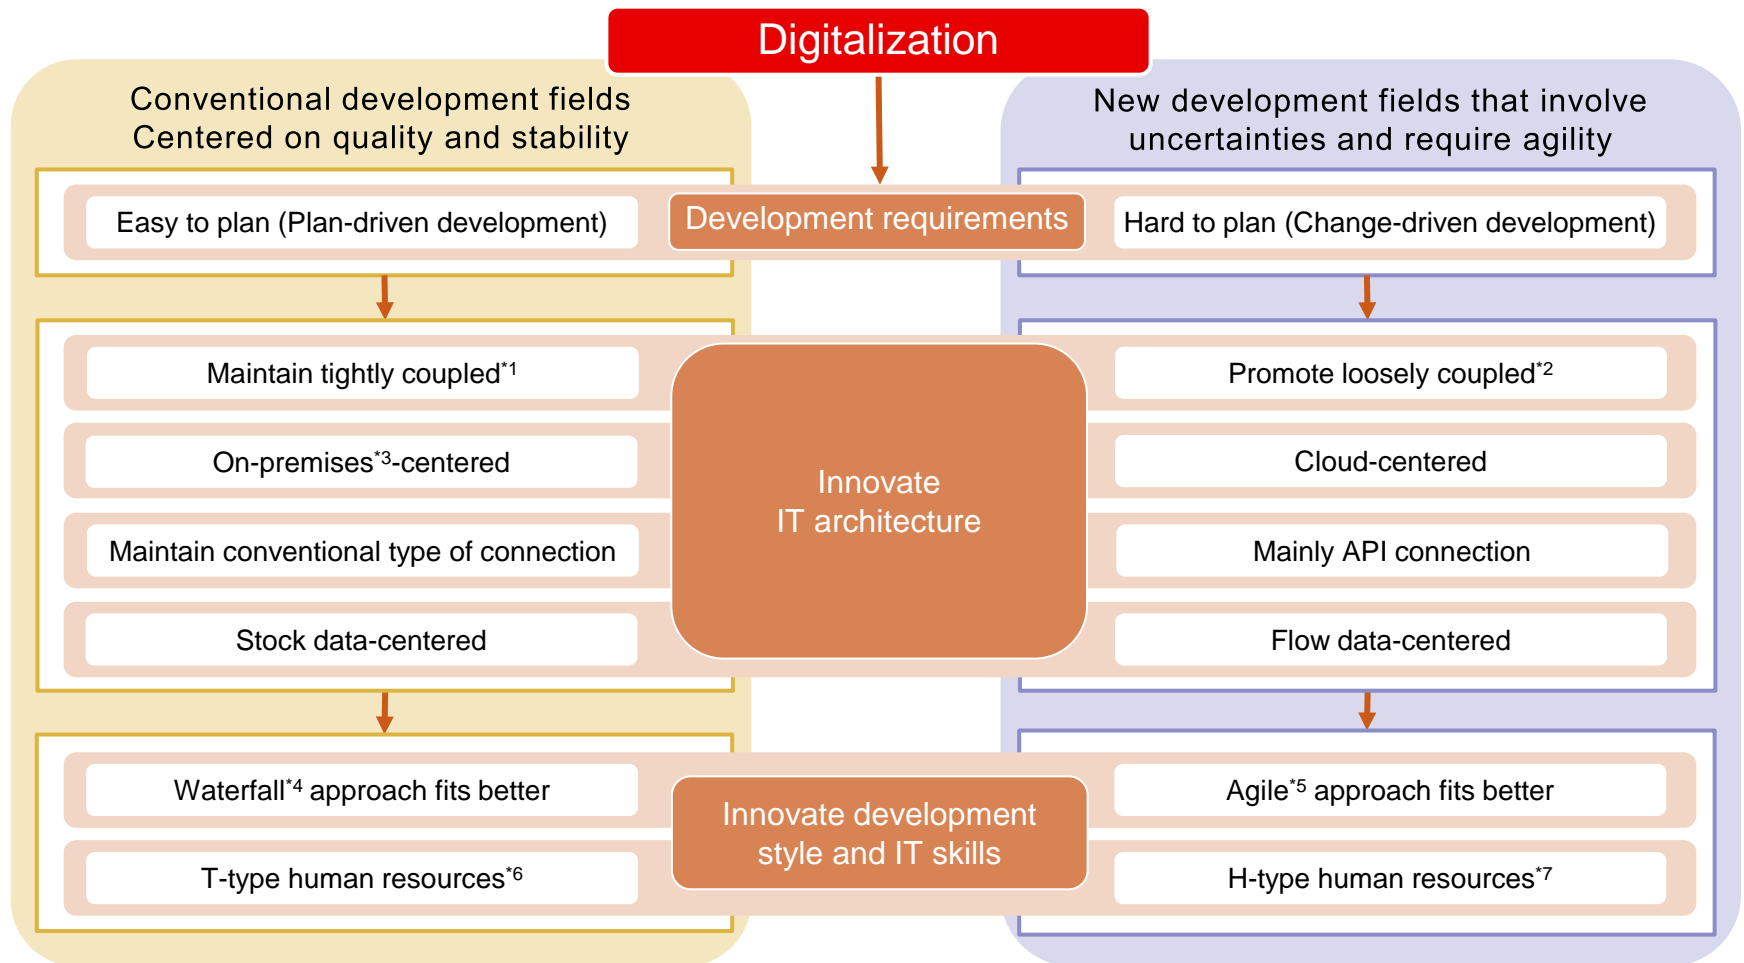 Digitalization
Conventional development fields
Centered on quality and stability
New development fields that involve
uncertainties and require agility
Easy to plan (Plan-driven development)
Development requirements
Hard to plan (Change-driven development)
Maintain tightly coupled*1
Promote loosely coupled*2
On-premises*3-centered
Cloud-centered
Innovate
IT architecture
Maintain conventional type of connection
Mainly API connection
Stock data-centered
Flow data-centered
Waterfall*4 approach fits better
Agile*5 approach fits better
Innovate development
style and IT skills
T-type human resources*6
H-type human resources*7